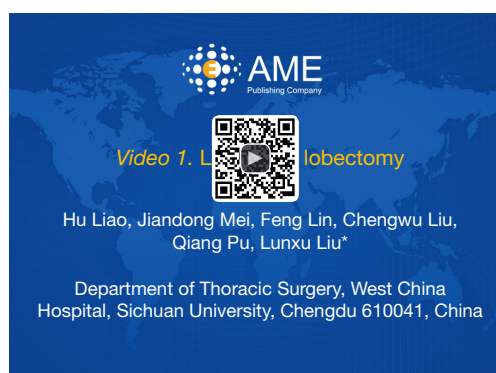 AME
Publishing Company
Video 1. L lobectomy
Hu Liao, Jiandong Mei, Feng Lin, Chengwu Liu,
Qiang Pu, Lunxu Liu*
Department of Thoracic Surgery, West China
Hospital, Sichuan University, Chengdu 610041, China